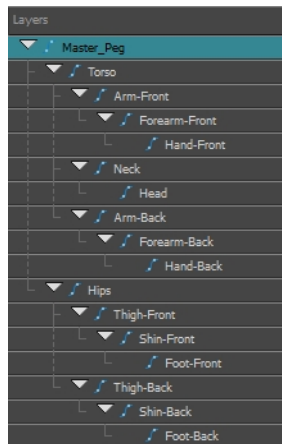 Layers
Master_Peg
Torso
Arm-Front
Forearm-Front
Hand-Front
Neck
Head
Arm-Back
Forearm-Back
Hand-Back
Hips
Thigh-Front
Shin-Front
Foot-Front
Thigh-Back
Shin-Back
Foot-Back